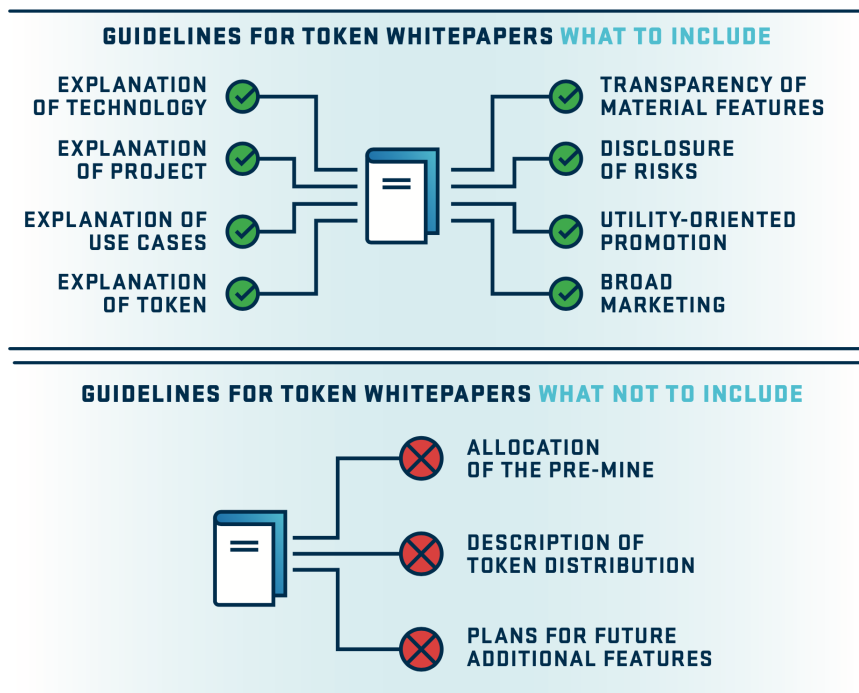 GUIDELINES FOR TOKEN WHITEPAPERS WHAT TO INCLUDE
EXPLANATION
OF TECHNOLOGY
EXPLANATION
OF PROJECT
EXPLANATION OF
USE CASES
EXPLANATION
OF TOKEN
TRANSPARENCY OF
MATERIAL FEATURES
DISCLOSURE
OF RISKS
UTILITY-ORIENTED
PROMOTION
BROAD
MARKETING
GUIDELINES FOR TOKEN WHITEPAPERS WHAT NOT TO INCLUDE
ALLOCATION
OF THE PRE-MINE
DESCRIPTION OF
TOKEN DISTRIBUTION
PLANS FOR FUTURE
ADDITIONAL FEATURES